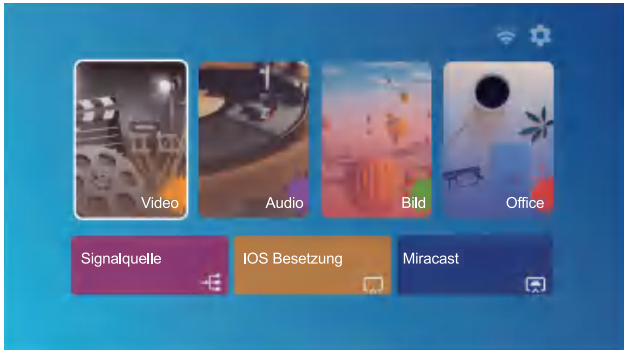 Video
Audio
Bild
Office
Signalquelle
IOS Besetzung
Miracast